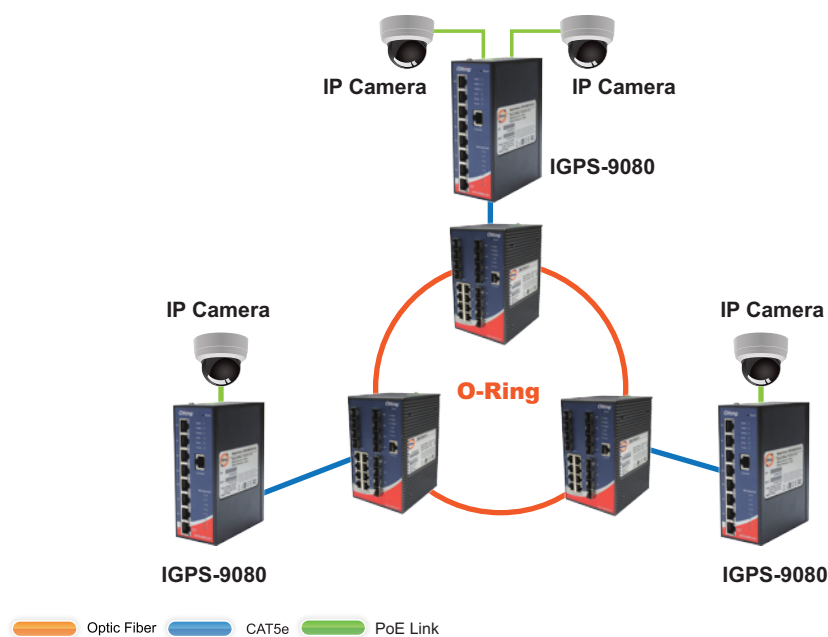 IP Camera
IP Camera
IGPS-9080
IP Camera
IP Camera
O-Ring
IGPS-9080
IGPS-9080
Optic Fiber
CAT5e
PoE Link